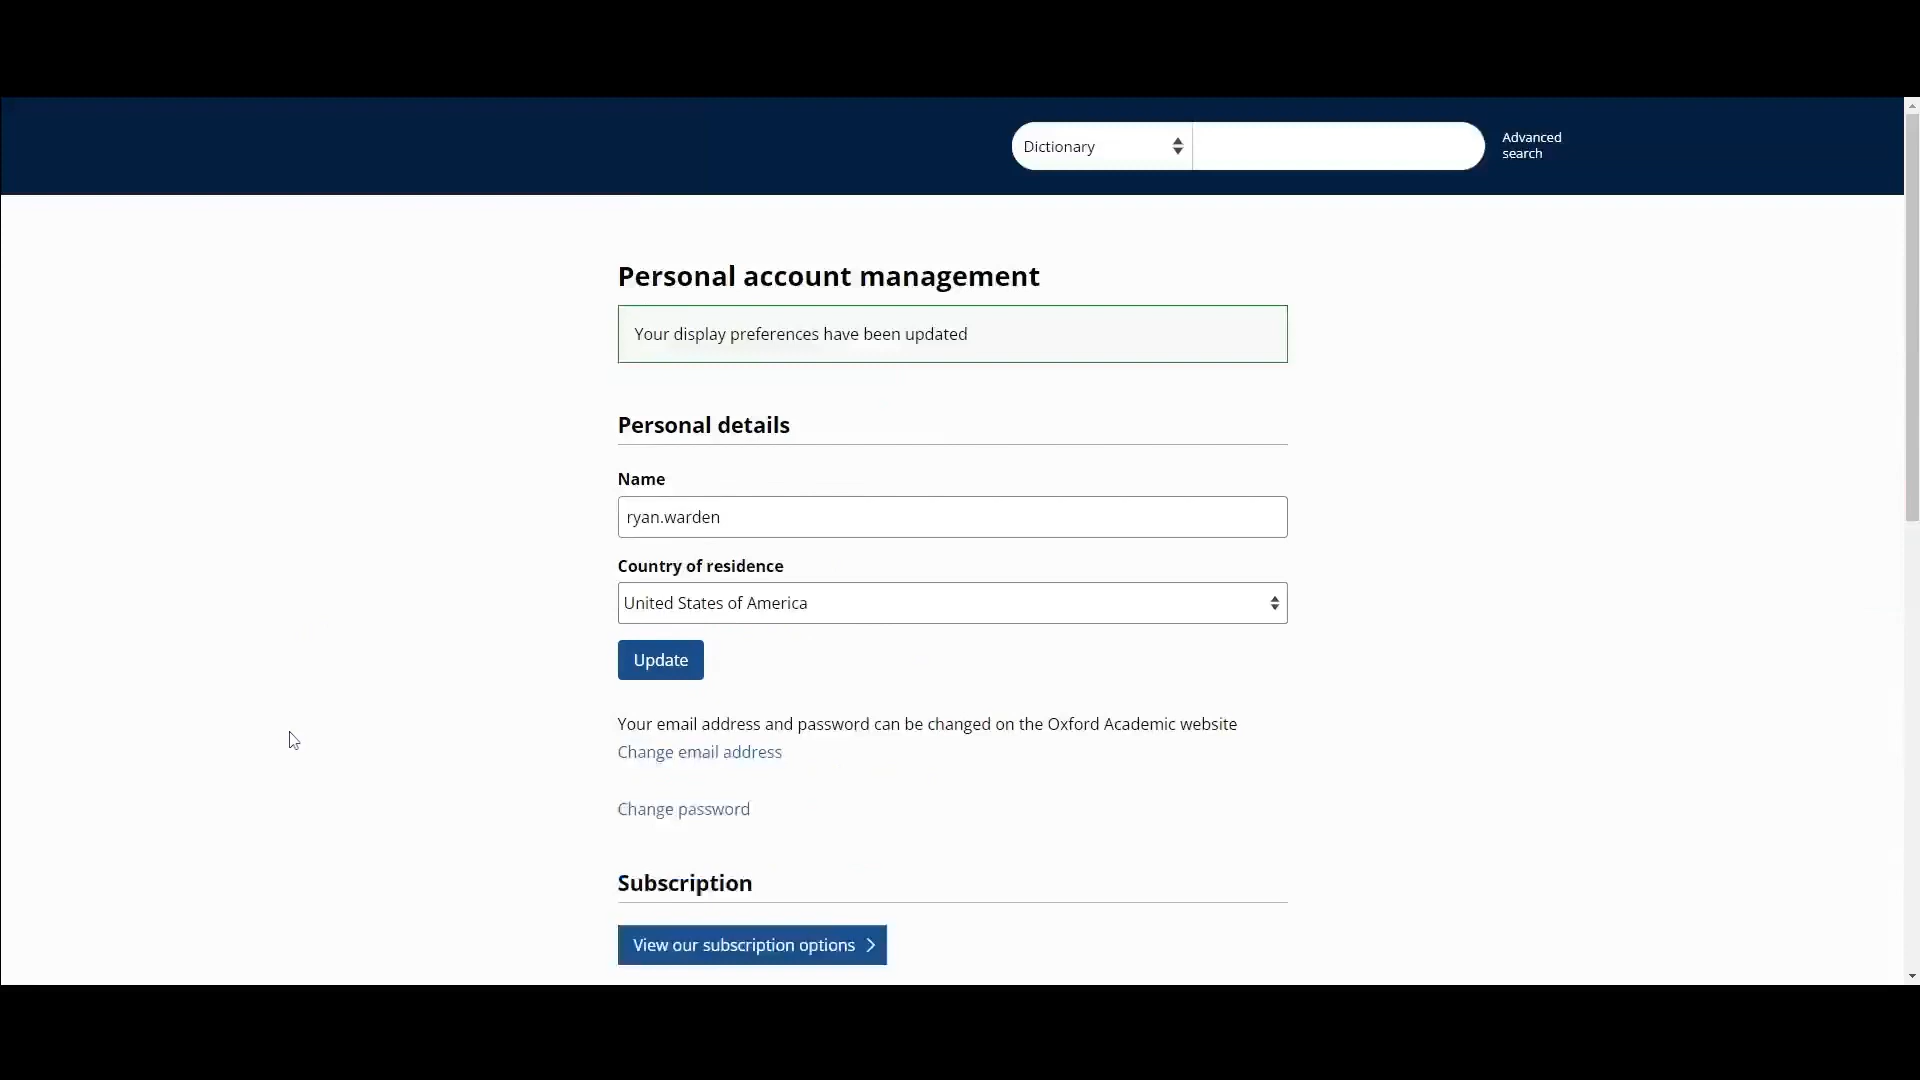 Dictionary
Advanced
search
Personal account management
Your display preferences have been updated
Personal details
Name
ryan.warden
Country of residence
United States of America
Update
Your email address and password can be changed on the Oxford Academic website
Change email address
Change password
Subscription
View our subscription options